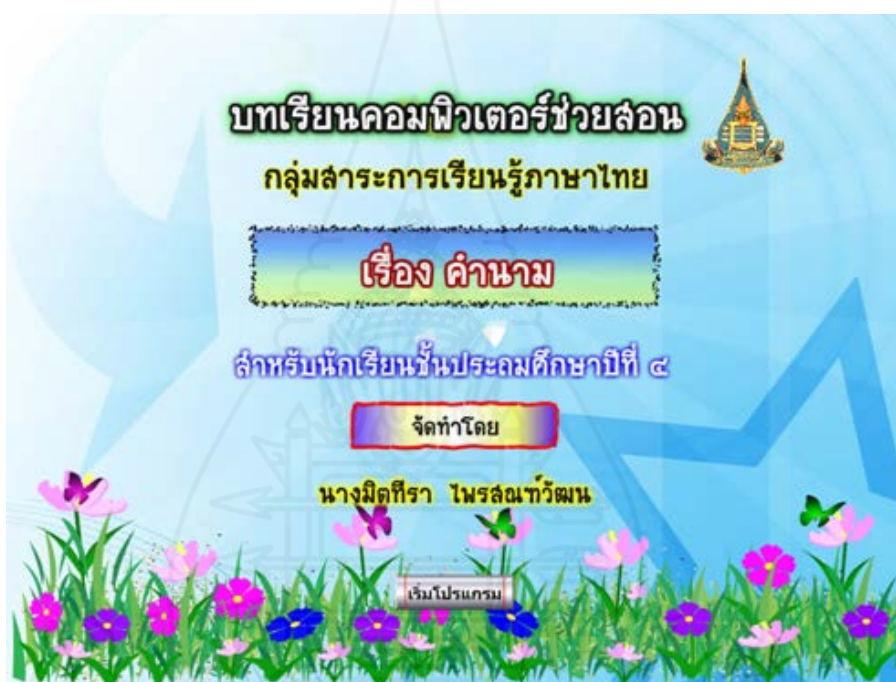 บทเรียนคอมพิวเตอร์ช่วยสอน
กลุ่มสาระการเรียนรู้ภาษาไทย
เรื่อง คำนาม
สำหรับนักเรียนชั้นประถมศึกษาปีที่ ๔
จัดทำโดย
นางมิตทีรา ไพรสณฑ์วัฒน
เริ่มโปรแกรม